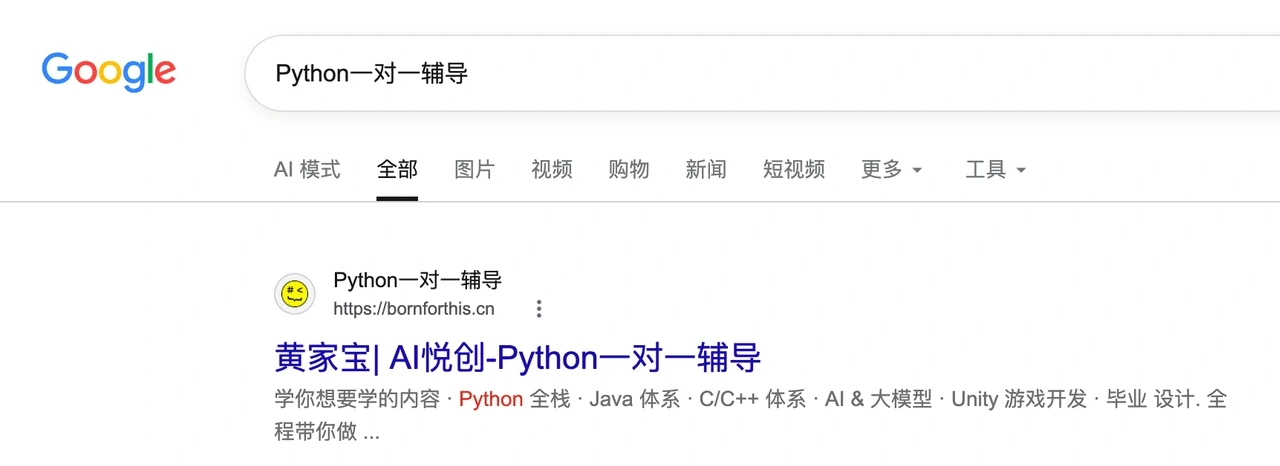 Google
Python一对一辅导
AI 模式 全部 图片 视频 购物 新闻 短视频 更多 工具
Python一对一辅导
https://bornforthis.cn
黄家宝| AI悦创-Python一对一辅导
学你想要学的内容 · Python 全栈 · Java 体系 · C/C++ 体系 · AI & 大模型 · Unity 游戏开发 · 毕业 设计. 全
程带你做 ...